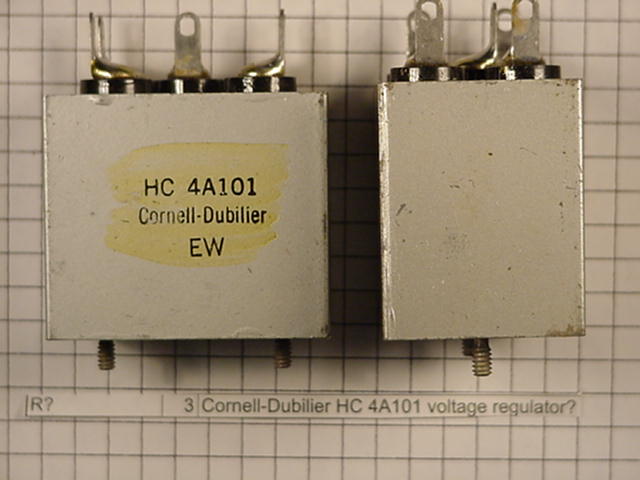 HC 4A101
Cornell-Dubilier
EW
R? 3 Cornell-Dubilier HC 4A101 voltage regulator?